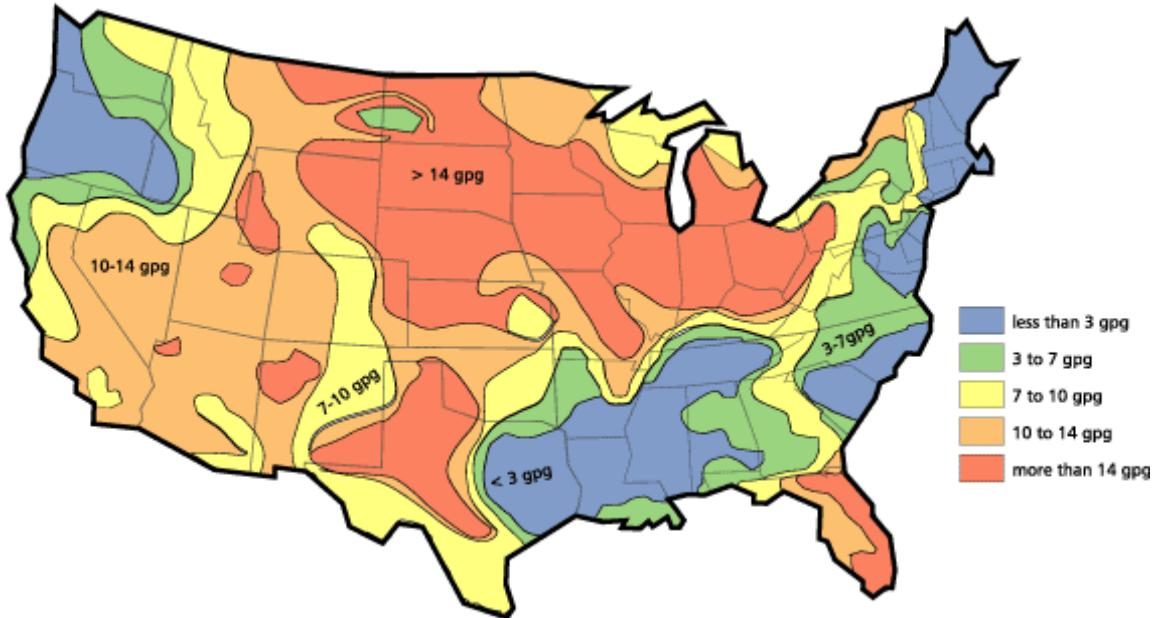 > 14 gpg
10-14 gpg
3-7gpg
7-10 gpg
< 3 gpg
less than 3 gpg
3 to 7 gpg
7 to 10 gpg
10 to 14 gpg
more than 14 gpg